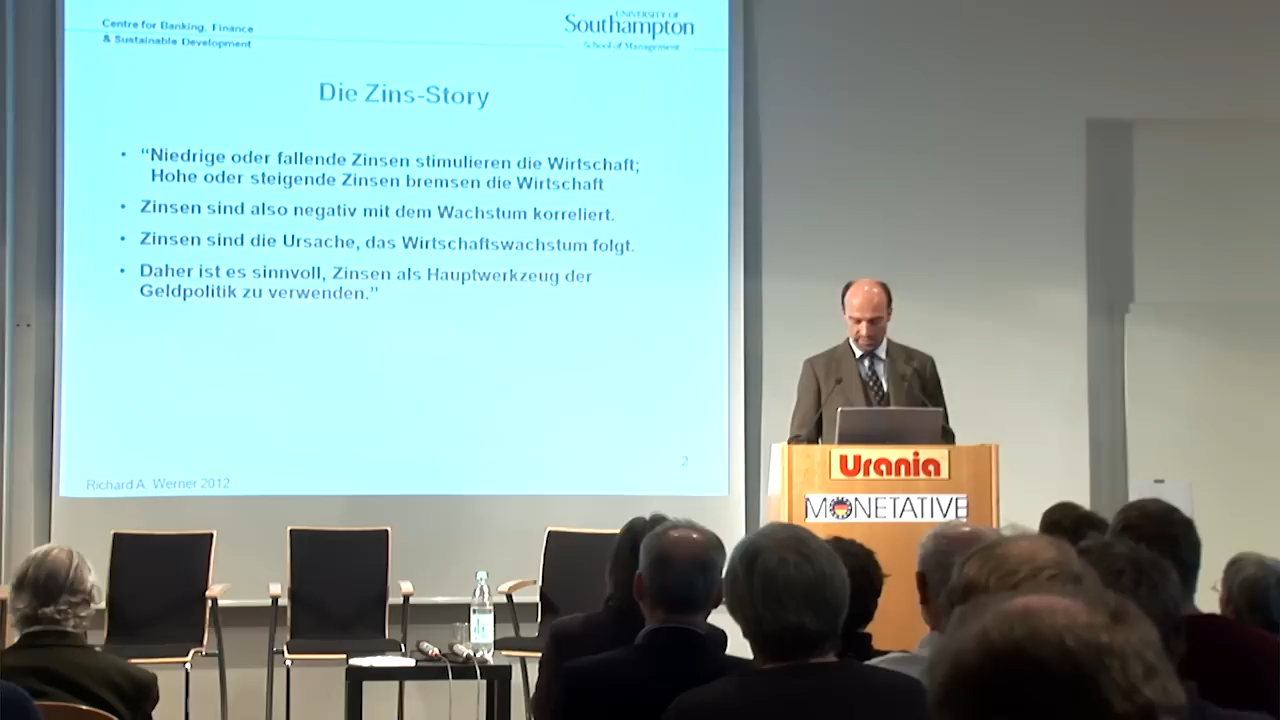 Centre for Banking, Finance
& Sustainable Development
UNIVERSITY OF
Southampton
School of Management
Die Zins-Story
• “Niedrige oder fallende Zinsen stimulieren die Wirtschaft;
Hohe oder steigende Zinsen bremsen die Wirtschaft
• Zinsen sind also negativ mit dem Wachstum korreliert.
• Zinsen sind die Ursache, das Wirtschaftswachstum folgt.
• Daher ist es sinnvoll, Zinsen als Hauptwerkzeug der
Geldpolitik zu verwenden.”
2
Richard A. Werner 2012
Urania
MONETATIVE